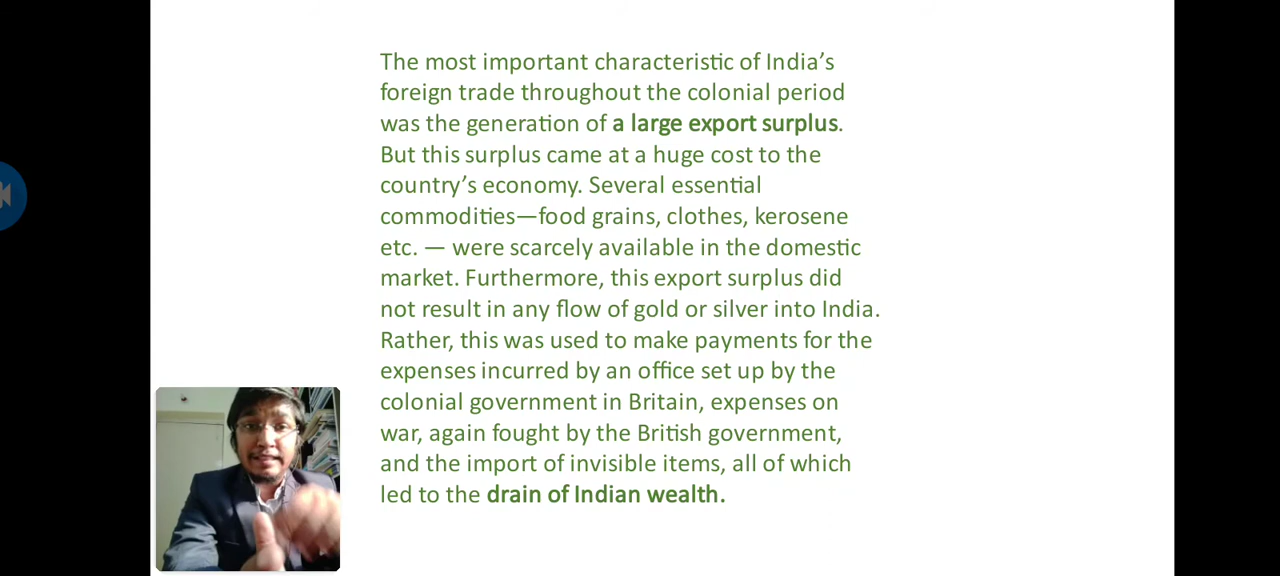 The most important characteristic of India’s
foreign trade throughout the colonial period
was the generation of a large export surplus.
But this surplus came at a huge cost to the
country’s economy. Several essential
commodities—food grains, clothes, kerosene
etc. — were scarcely available in the domestic
market. Furthermore, this export surplus did
not result in any flow of gold or silver into India.
Rather, this was used to make payments for the
expenses incurred by an office set up by the
colonial government in Britain, expenses on
war, again fought by the British government,
and the import of invisible items, all of which
led to the drain of Indian wealth.